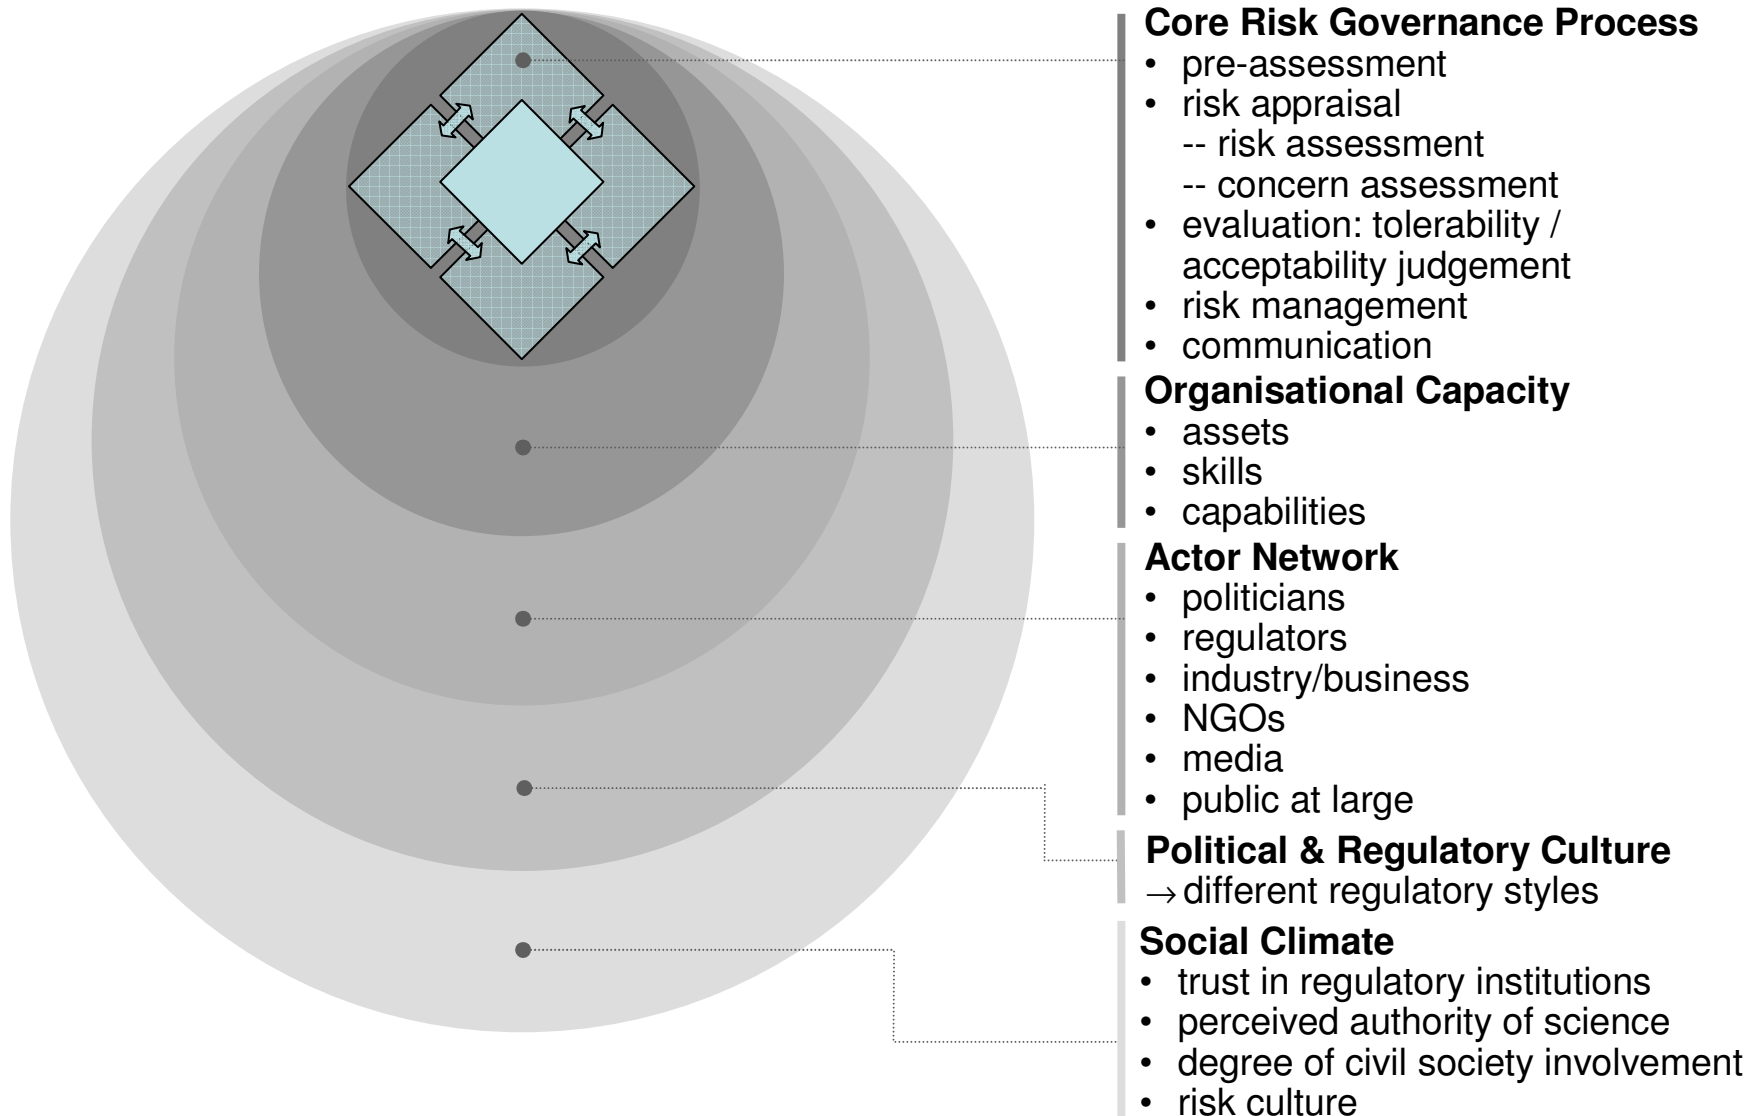 Core Risk Governance Process
• pre-assessment
• risk appraisal
-- risk assessment
-- concern assessment
• evaluation: tolerability /
acceptability judgement
• risk management
• communication
Organisational Capacity
• assets
• skills
• capabilities
Actor Network
• politicians
• regulators
• industry/business
• NGOs
• media
• public at large
Political & Regulatory Culture
→ different regulatory styles
Social Climate
• trust in regulatory institutions
• perceived authority of science
• degree of civil society involvement
• risk culture